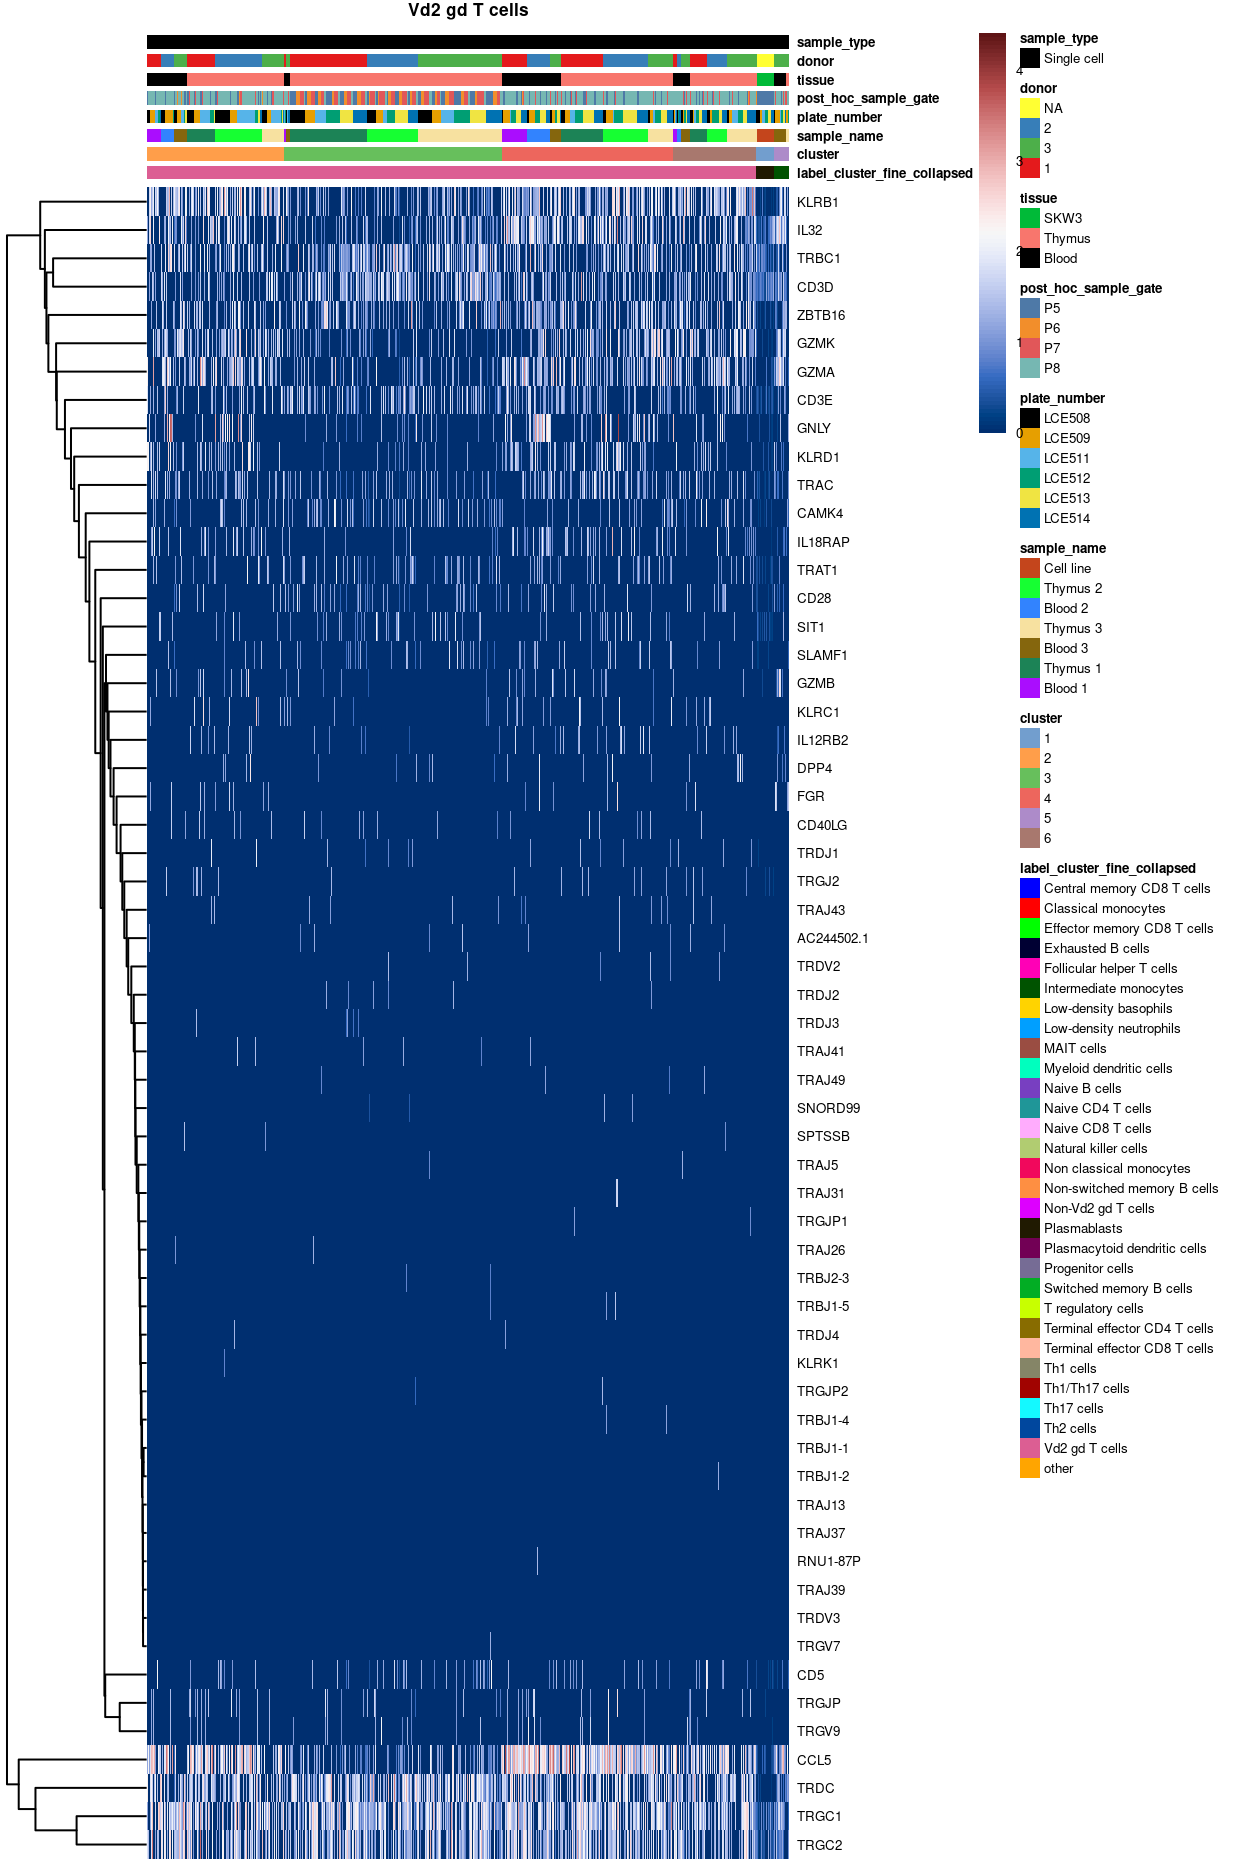 Vd2 gd T cells
sample_type
donor
tissue
post_hoc_sample_gate
plate_number
sample_name
cluster
label_cluster_fine_collapsed
KLRB1
IL32
TRBC1
CD3D
ZBTB16
GZMK
GZMA
CD3E
GNLY
KLRD1
TRAC
CAMK4
IL18RAP
TRAT1
CD28
SIT1
SLAMF1
GZMB
KLRC1
IL12RB2
DPP4
FGR
CD40LG
TRDJ1
TRGJ2
TRAJ43
AC244502.1
TRDV2
TRDJ2
TRDJ3
TRAJ41
TRAJ49
SNORD99
SPTSSB
TRAJ5
TRAJ31
TRGJP1
TRAJ26
TRBJ2-3
TRBJ1-5
TRDJ4
KLRK1
TRGJP2
TRBJ1-4
TRBJ1-1
TRBJ1-2
TRAJ13
TRAJ37
RNU1-87P
TRAJ39
TRDV3
TRGV7
CD5
TRGJP
TRGV9
CCL5
TRDC
TRGC1
TRGC2
4
3
2
1
0
sample_type
Single cell
donor
NA
2
3
1
tissue
SKW3
Thymus
Blood
post_hoc_sample_gate
P5
P6
P7
P8
plate_number
LCE508
LCE509
LCE511
LCE512
LCE513
LCE514
sample_name
Cell line
Thymus 2
Blood 2
Thymus 3
Blood 3
Thymus 1
Blood 1
cluster
1
2
3
4
5
6
label_cluster_fine_collapsed
Central memory CD8 T cells
Classical monocytes
Effector memory CD8 T cells
Exhausted B cells
Follicular helper T cells
Intermediate monocytes
Low-density basophils
Low-density neutrophils
MAIT cells
Myeloid dendritic cells
Naive B cells
Naive CD4 T cells
Naive CD8 T cells
Natural killer cells
Non classical monocytes
Non-switched memory B cells
Non-Vd2 gd T cells
Plasmablasts
Plasmacytoid dendritic cells
Progenitor cells
Switched memory B cells
T regulatory cells
Terminal effector CD4 T cells
Terminal effector CD8 T cells
Th1 cells
Th1/Th17 cells
Th17 cells
Th2 cells
Vd2 gd T cells
other